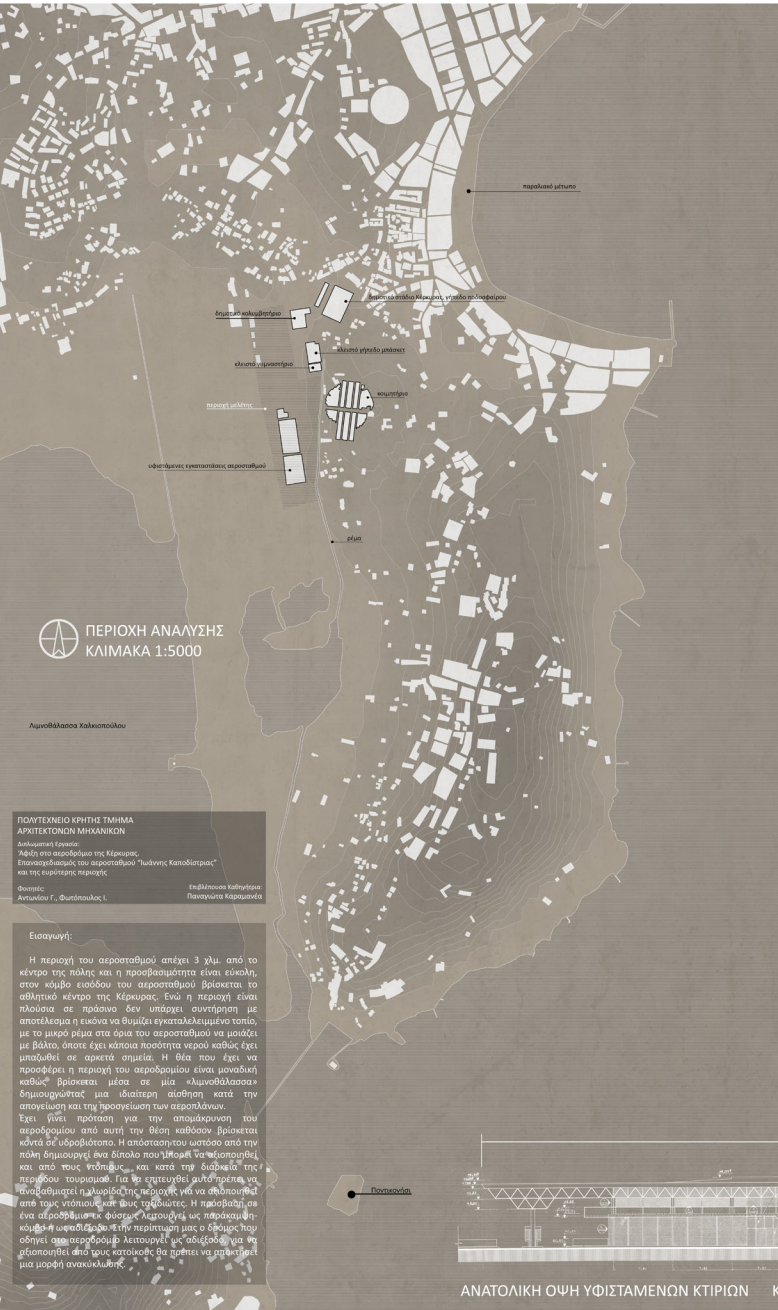 παραλιακό μέτωπο
δημοτικό στάδιο Κέρκυρας, γήπεδο ποδοσφαίρου
δημοτικό κολυμβητήριο
κλειστό γήπεδο μπάσκετ
κλειστό γυμναστήριο
κοιμητήριο
περιοχή μελέτης
υφιστάμενες εγκαταστάσεις αεροσταθμού
ρέμα
ΠΕΡΙΟΧΗ ΑΝΑΛΥΣΗΣ
ΚΛΙΜΑΚΑ 1:5000
Λιμνοθάλασσα Χαλκιοπούλου
ΠΟΛΥΤΕΧΝΕΙΟ ΚΡΗΤΗΣ ΤΜΗΜΑ
ΑΡΧΙΤΕΚΤΟΝΩΝ ΜΗΧΑΝΙΚΩΝ
Διπλωματική Εργασία:
'Αφιξη στο αεροδρόμιο της Κέρκυρας.
Επανασχεδιασμός του αεροσταθμού "Ιωάννης Καποδίστριας"
και της ευρύτερης περιοχής
Φοιτητές:
Αντωνίου Γ., Φωτόπουλος Ι.
Επιβλέπουσα Καθηγήτρια:
Παναγιώτα Καραμανέα
Εισαγωγή:
Η περιοχή του αεροσταθμού απέχει 3 χλμ. από το
κέντρο της πόλης και η προσβασιμότητα είναι εύκολη,
στον κόμβο εισόδου του αεροσταθμού βρίσκεται το
αθλητικό κέντρο της Κέρκυρας. Ενώ η περιοχή είναι
πλούσια σε πράσινο δεν υπάρχει συντήρηση με
αποτέλεσμα η εικόνα να θυμίζει εγκαταλελειμμένο τοπίο,
με το μικρό ρέμα στα όρια του αεροσταθμού να μοιάζει
με βάλτο, όποτε έχει κάποια ποσότητα νερού καθώς έχει
μπαζωθεί σε αρκετά σημεία. Η θέα που έχει να
προσφέρει η περιοχή του αεροδρομίου είναι μοναδική
καθώς βρίσκεται μέσα σε μία «λιμνοθάλασσα»
δημιουργώντας μια ιδιαίτερη αίσθηση κατά την
απογείωση και την προσγείωση των αεροπλάνων.
Έχει γίνει πρόταση για την απομάκρυνση του
αεροδρομίου από αυτή την θέση καθόσον βρίσκεται
κοντά σε υδροβιότοπο. Η απόσταση του ωστόσο από την
πόλη δημιουργεί ένα δίπολο που μπορεί να αξιοποιηθεί
και από τους ντόπιους και κατά την διάρκεια της
περιόδου τουρισμού. Για να επιτευχθεί αυτό πρέπει να
αναβαθμιστεί η χλωρίδα της περιοχής για να αξιοποιηθεί
από τους ντόπιους και τους ταξιδιώτες. Η πρόσβαση σε
ένα αεροδρόμιο εκ φύσεως λειτουργεί ως παράκαμψη-
κόμβο ή ως αδιέξοδο. Στην περίπτωση μας ο δρόμος που
οδηγεί στο αεροδρόμιο λειτουργεί ως αδιέξοδο, για να
αξιοποιηθεί από τους κατοίκους θα πρέπει να αποκτήσει
μια μορφή ανακύκλωσης.
Ποντικονήσι
ΑΝΑΤΟΛΙΚΗ ΟΨΗ ΥΦΙΣΤΑΜΕΝΩΝ ΚΤΙΡΙΩΝ